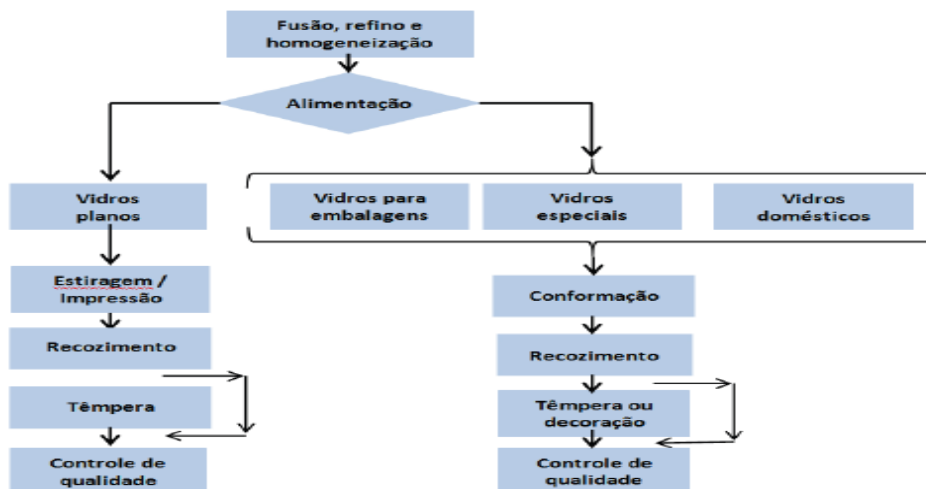 Fusão, refino e
homogeneização
Alimentação
Vidros
planos
Vidros para
embalagens
Vidros
especiais
Vidros
domésticos
Estiragem /
Impressão
Conformação
Recozimento
Recozimento
Têmpera
Têmpera ou
decoração
Controle de
qualidade
Controle de
qualidade